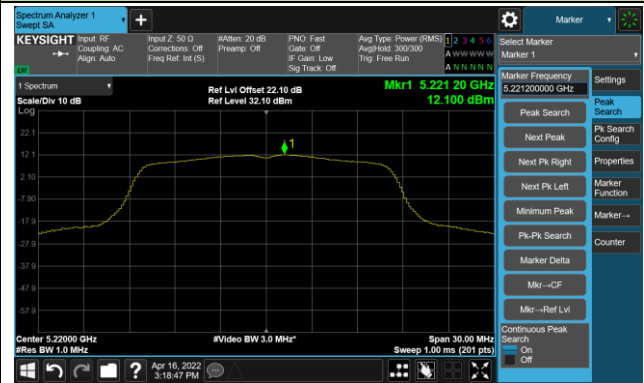 Spectrum Analyzer 1
Swept SA
Marker
KEYSIGHT
Input: RF
Coupling: AC
Align: Auto
Input Z: 50 Ω
Corrections: Off
Freq Ref: Int (S)
#Atten: 20 dB
Preamp: Off
PNO: Fast
Gate: Off
IF Gain: Low
Sig Track: Off
Avg Type: Power (RMS)
Avg|Hold: 300/300
Trig: Free Run
1 2 3 4 5 6
A W W W W W
A N N N N N
Select Marker
Marker 1
LXI
1 Spectrum
Scale/Div 10 dB
Log
Ref Lvl Offset 22.10 dB
Ref Level 32.10 dBm
Mkr1 5.221 20 GHz
12.100 dBm
22.1
12.1
2.10
-7.90
-17.9
-27.9
-37.9
-47.9
-57.9
1
Center 5.22000 GHz
#Res BW 1.0 MHz
#Video BW 3.0 MHz*
Span 30.00 MHz
Sweep 1.00 ms (201 pts)
Marker Frequency
5.221200000 GHz
Peak Search
Next Peak
Next Pk Right
Next Pk Left
Minimum Peak
Pk-Pk Search
Marker Delta
Mkr→CF
Mkr→Ref Lvl
Continuous Peak
Search
On
Off
Settings
Peak
Search
Pk Search
Config
Properties
Marker
Function
Marker→
Counter
?
Apr 16, 2022
3:18:47 PM